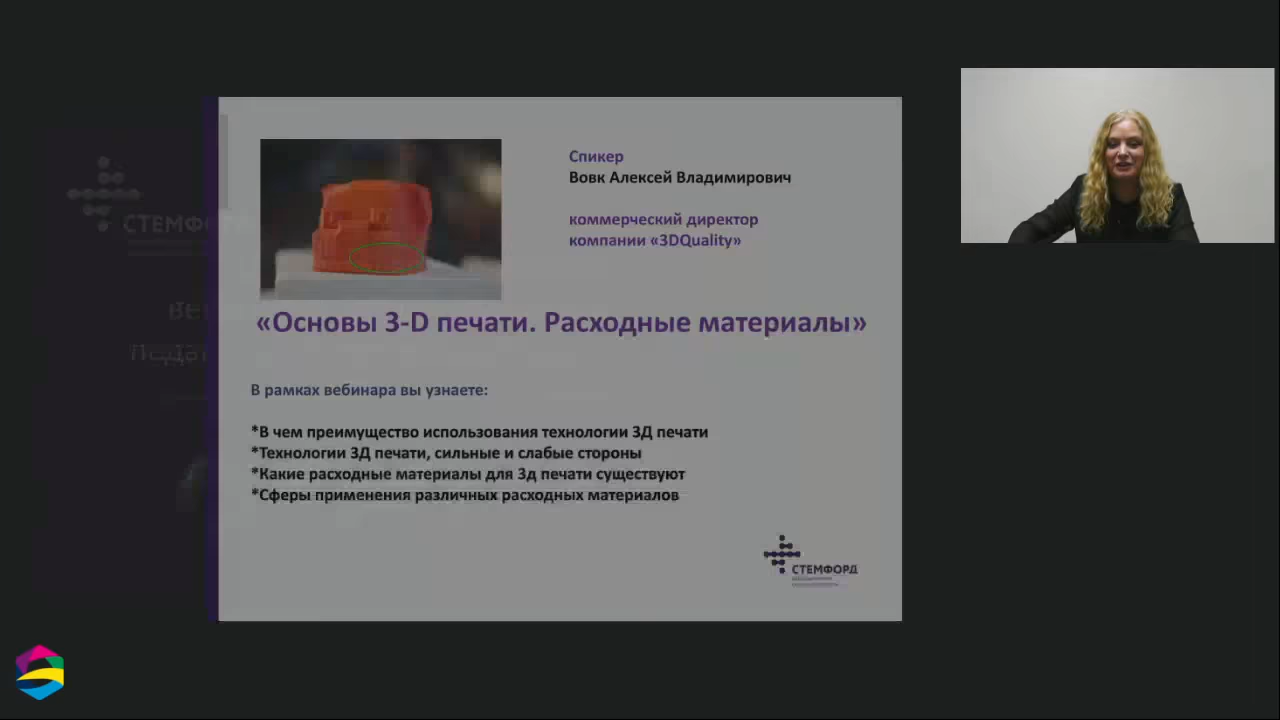 Спикер
Вовк Алексей Владимирович
коммерческий директор
компании «3DQuality»
«Основы 3-D печати. Расходные материалы»
В рамках вебинара вы узнаете:
*В чем преимущество использования технологии 3Д печати
*Технологии 3Д печати, сильные и слабые стороны
*Какие расходные материалы для 3д печати существуют
*Сферы применения различных расходных материалов
СТЕМФОРД